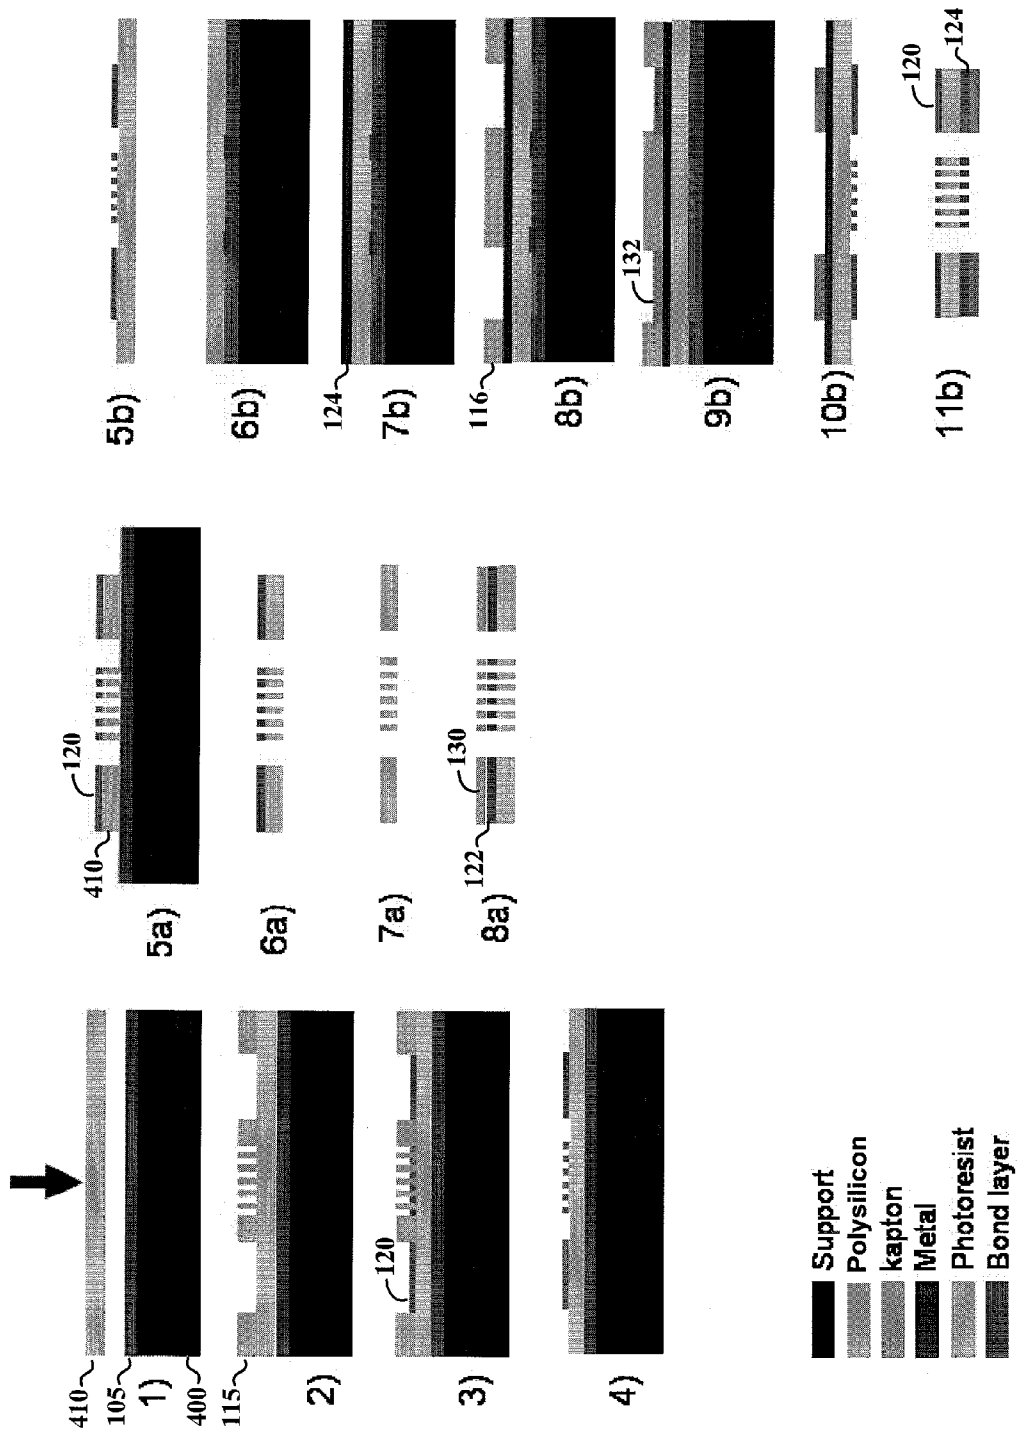 410
105
1)
400
115
2)
120
3)
4)
120
410
5a)
6a)
7a)
130
122
8a)
5b)
6b)
124
7b)
116
8b)
132
9b)
10b)
120
124
11b)
Support
Polysilicon
kapton
Metal
Photoresist
Bond layer